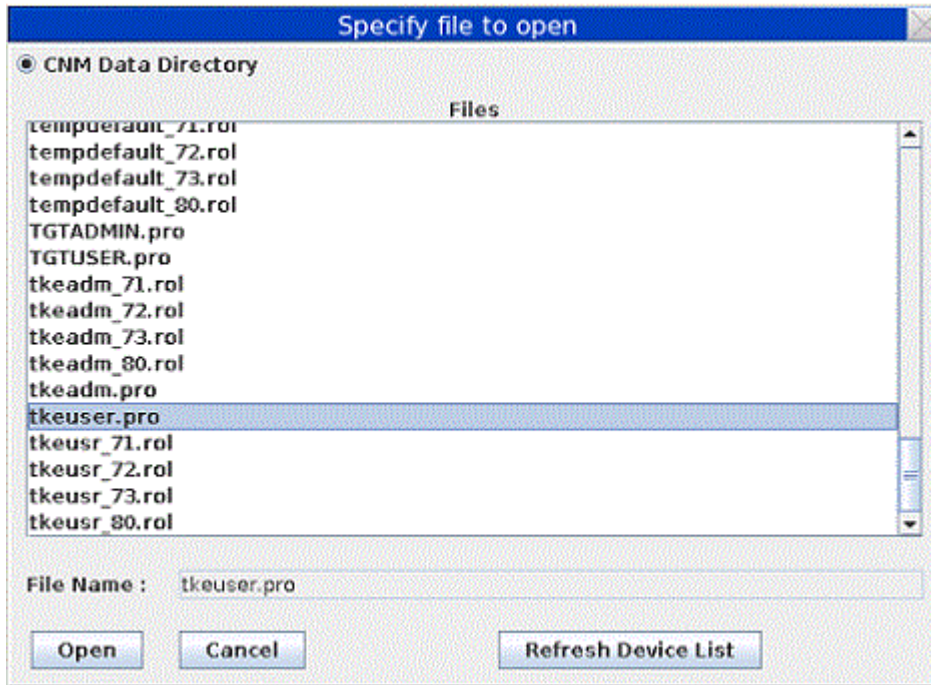 Specify file to open
CNM Data Directory
Files
tempdefault_71.rol
tempdefault_72.rol
tempdefault_73.rol
tempdefault_80.rol
TGTADMIN.pro
TGTUSER.pro
tkeadm_71.rol
tkeadm_72.rol
tkeadm_73.rol
tkeadm_80.rol
tkeadm.pro
tkeuser.pro
tkeusr_71.rol
tkeusr_72.rol
tkeusr_73.rol
tkeusr_80.rol
File Name : tkeuser.pro
Open Cancel Refresh Device List